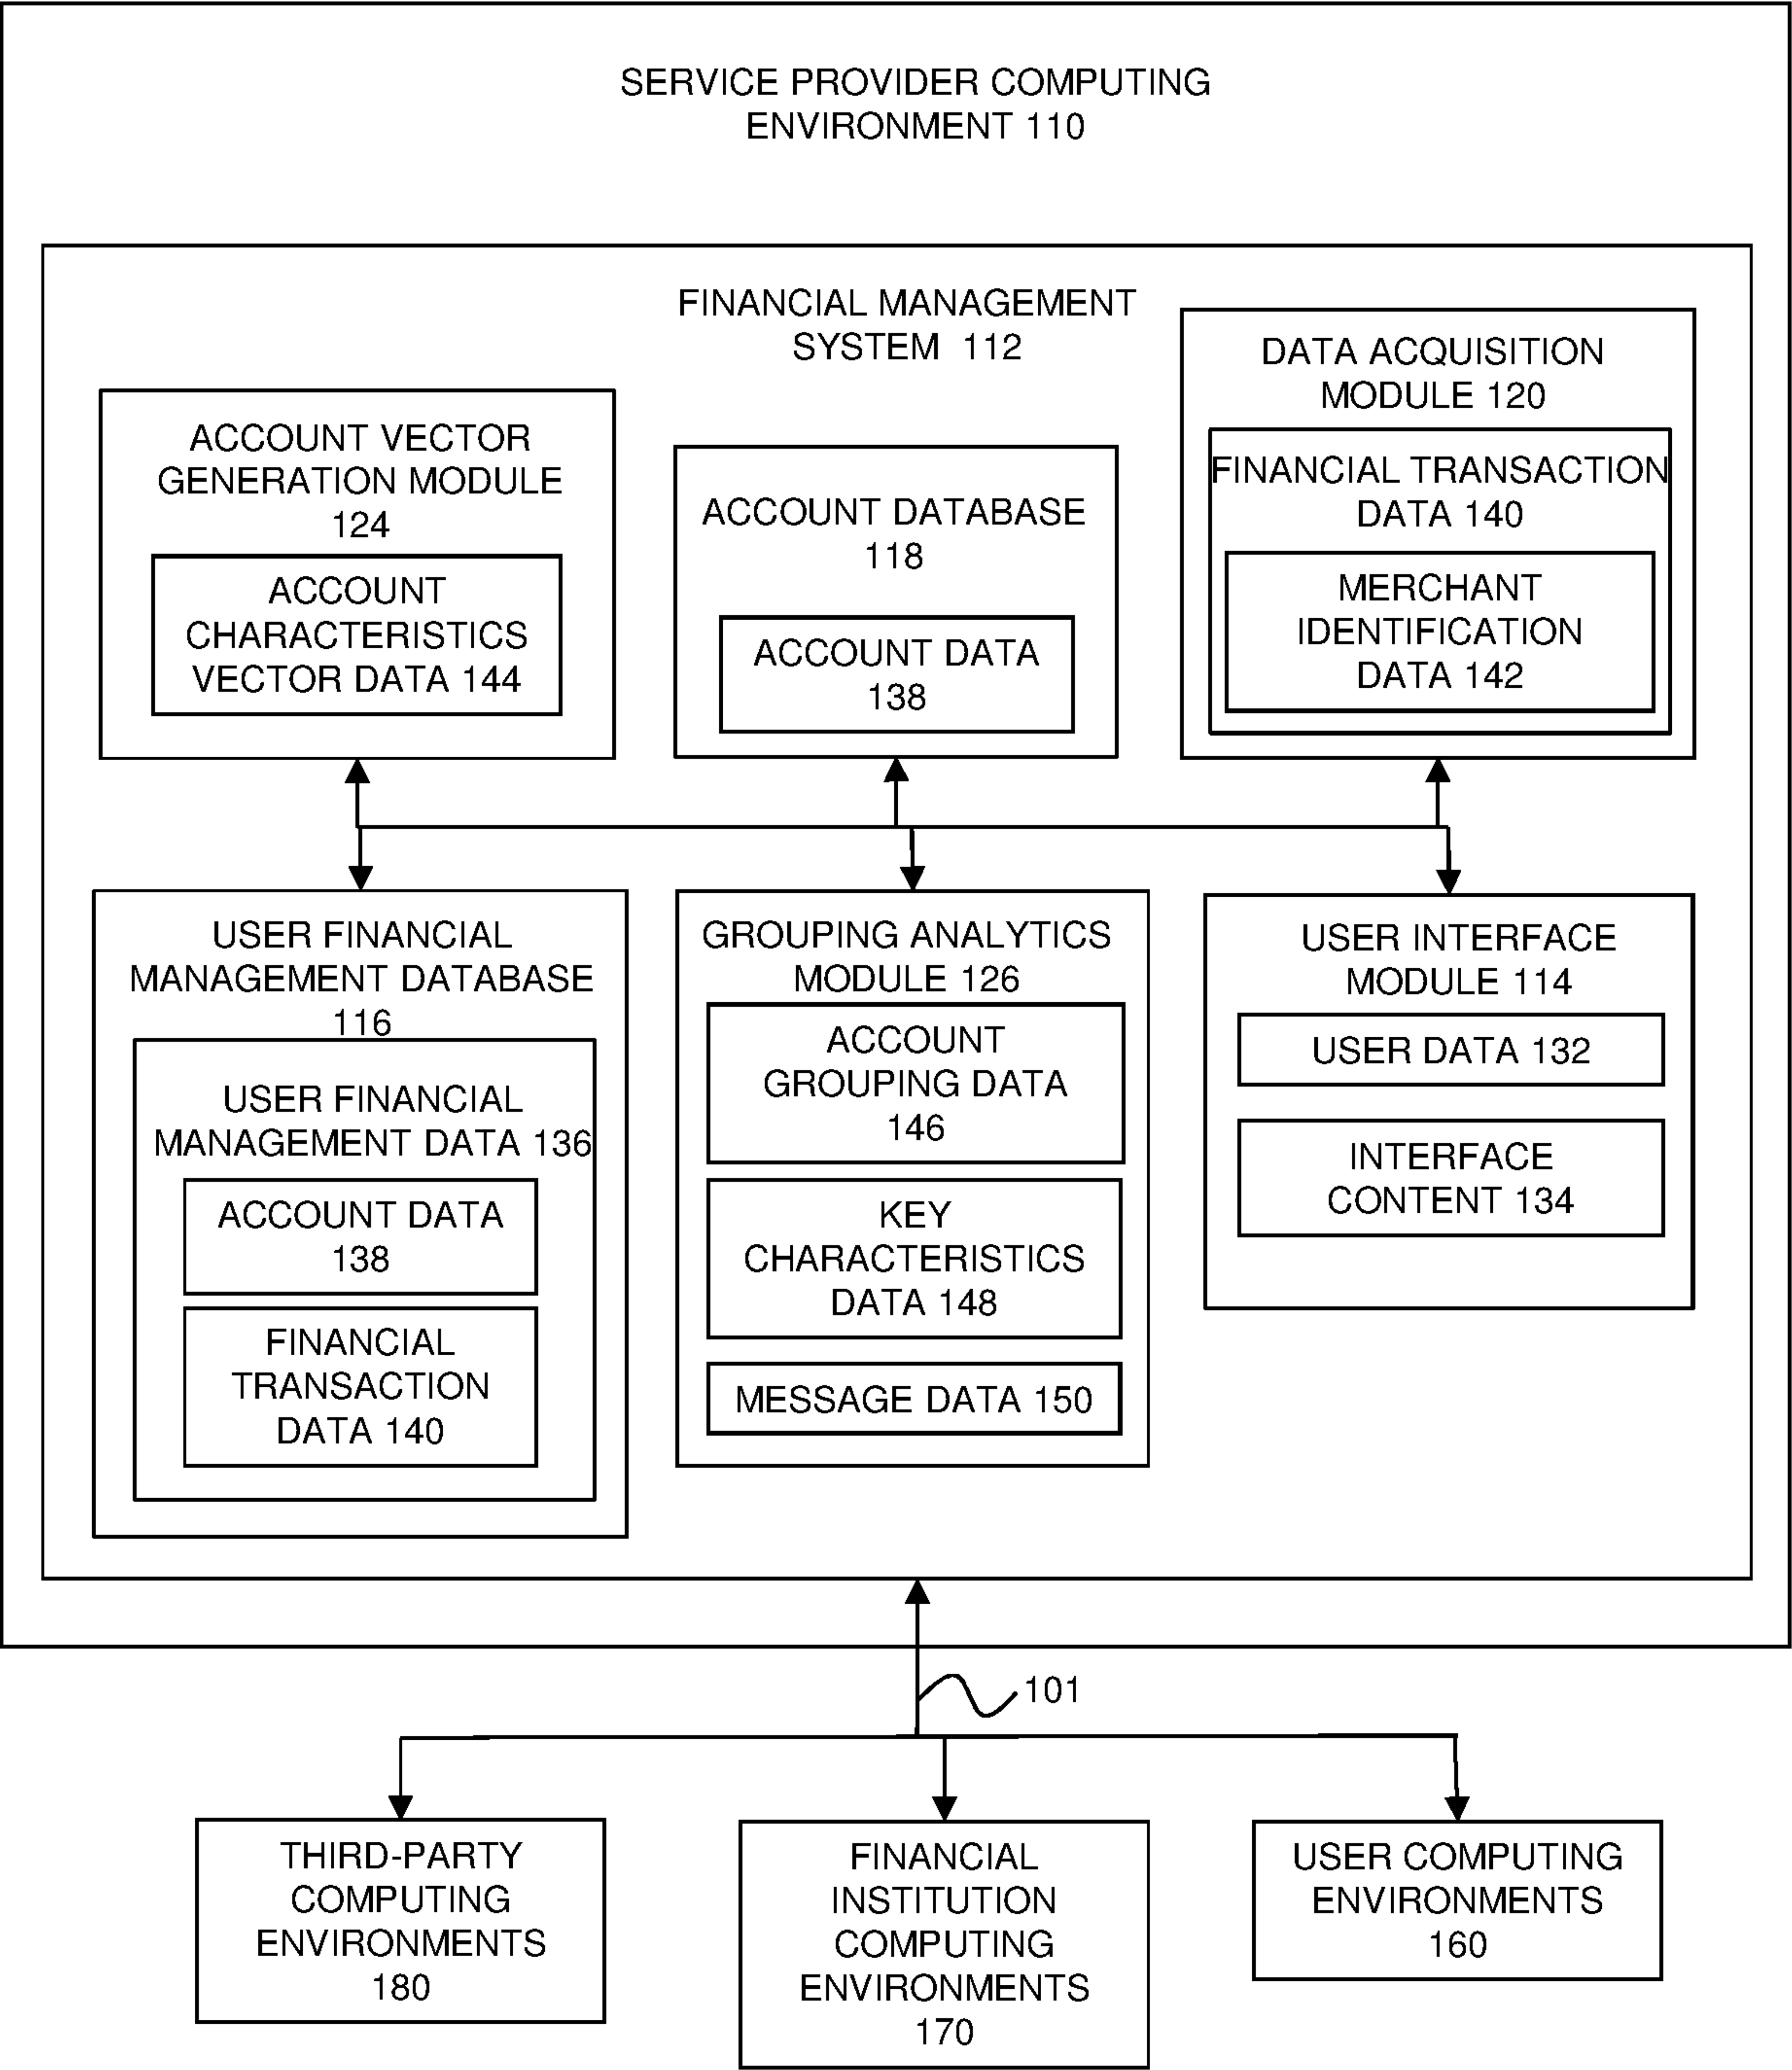 SERVICE PROVIDER COMPUTING
ENVIRONMENT 110
FINANCIAL MANAGEMENT
SYSTEM 112
ACCOUNT VECTOR
GENERATION MODULE
124
ACCOUNT
CHARACTERISTICS
VECTOR DATA 144
ACCOUNT DATABASE
118
ACCOUNT DATA
138
DATA ACQUISITION
MODULE 120
FINANCIAL TRANSACTION
DATA 140
MERCHANT
IDENTIFICATION
DATA 142
USER FINANCIAL
MANAGEMENT DATABASE
116
USER FINANCIAL
MANAGEMENT DATA 136
ACCOUNT DATA
138
FINANCIAL
TRANSACTION
DATA 140
GROUPING ANALYTICS
MODULE 126
ACCOUNT
GROUPING DATA
146
KEY
CHARACTERISTICS
DATA 148
MESSAGE DATA 150
USER INTERFACE
MODULE 114
USER DATA 132
INTERFACE
CONTENT 134
101
THIRD-PARTY
COMPUTING
ENVIRONMENTS
180
FINANCIAL
INSTITUTION
COMPUTING
ENVIRONMENTS
170
USER COMPUTING
ENVIRONMENTS
160